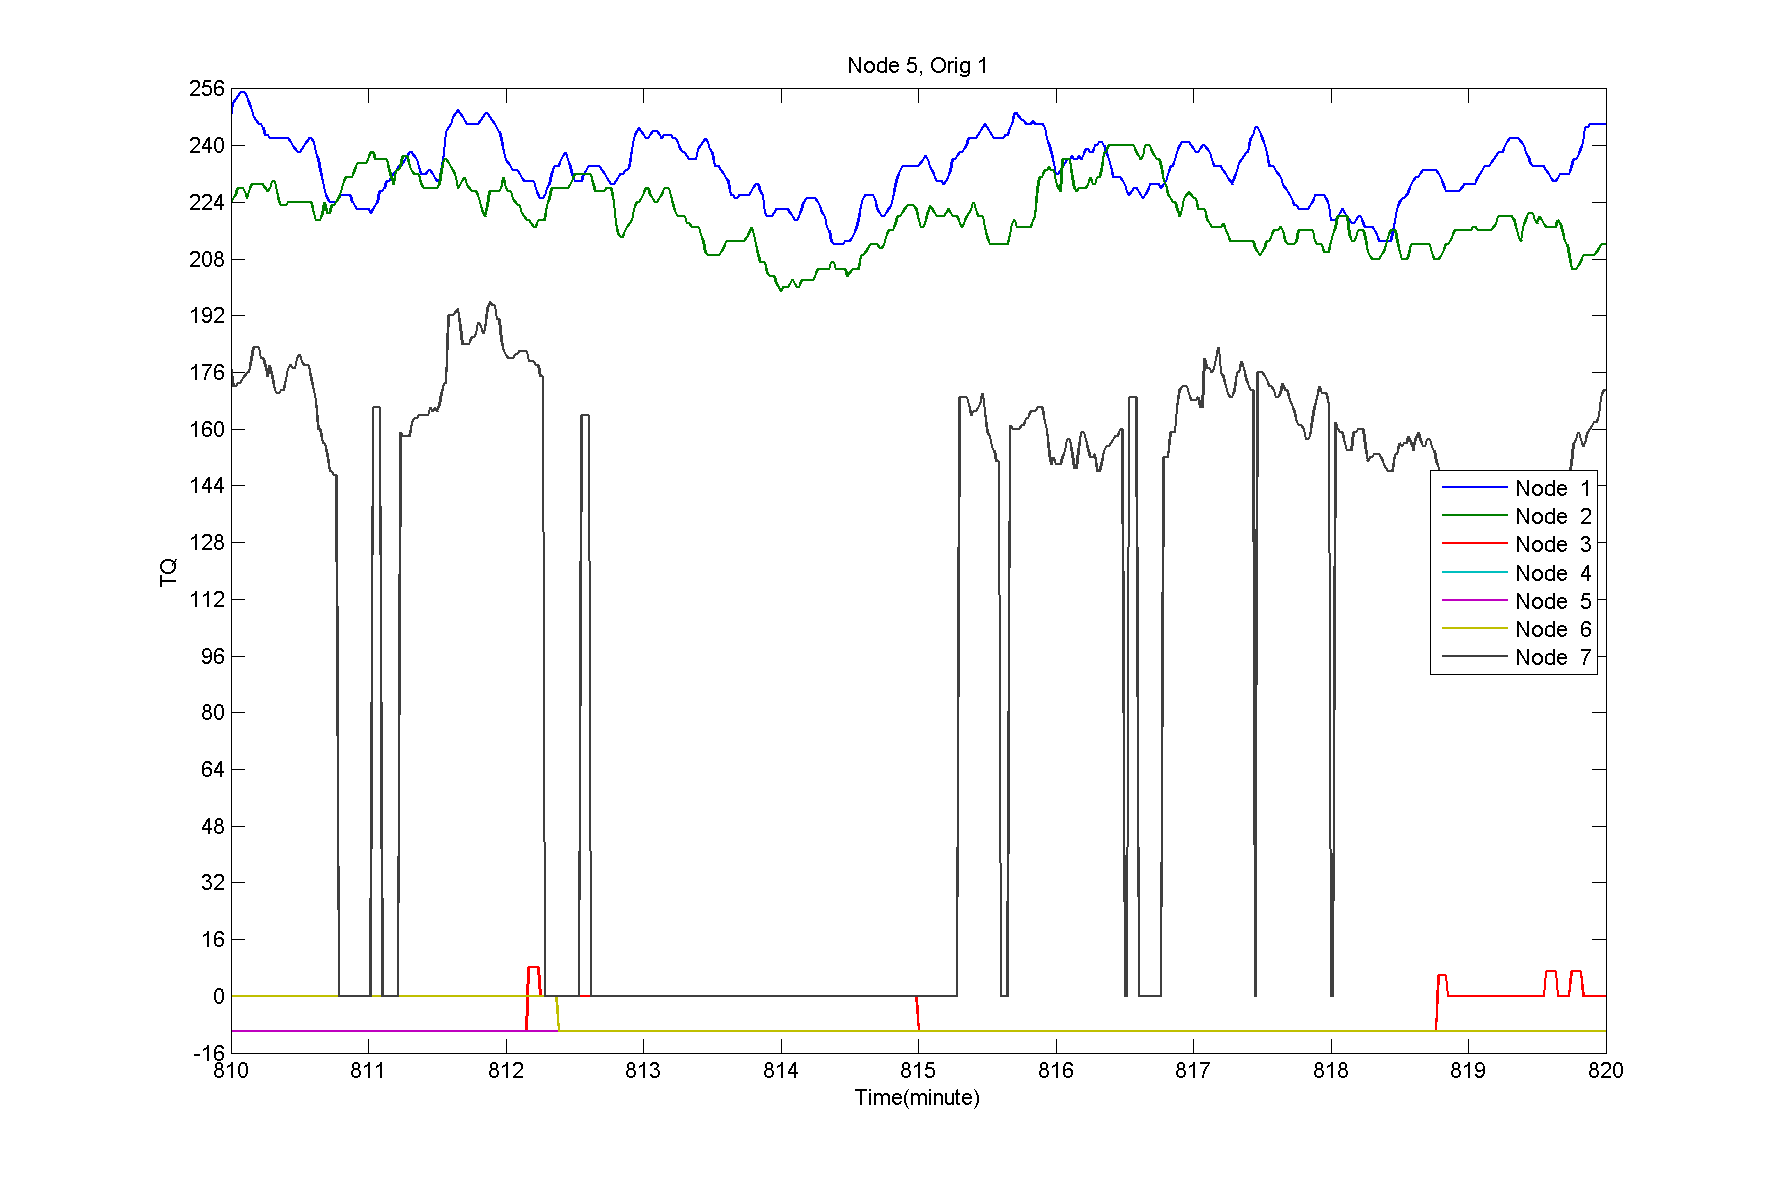 Node 5, Orig 1
256
240
224
208
192
176
160
144
128
112
96
80
64
48
32
16
0
-16
TQ
Node 1
Node 2
Node 3
Node 4
Node 5
Node 6
Node 7
810 811 812 813 814 815 816 817 818 819 820
Time(minute)